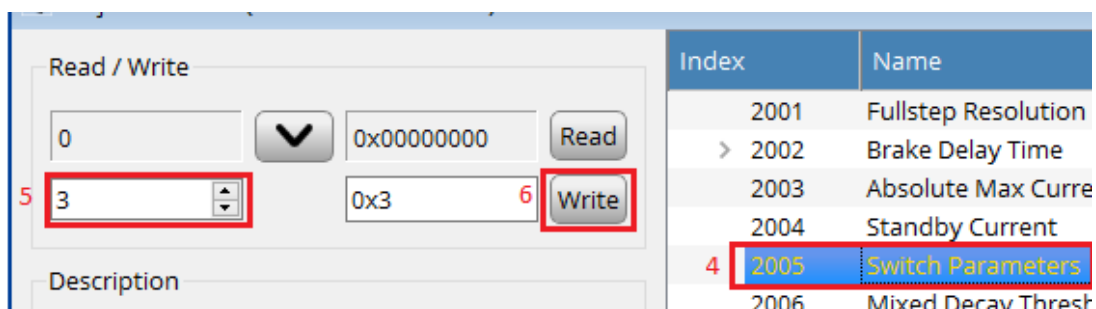 Read / Write
0
0x00000000
Read
5
3
0x3
6
Write
Description
Index
Name
2001
Fullstep Resolution
> 2002
Brake Delay Time
2003
Absolute Max Curre
2004
Standby Current
4
2005
Switch Parameters
2006
Mixed Decay Thresh